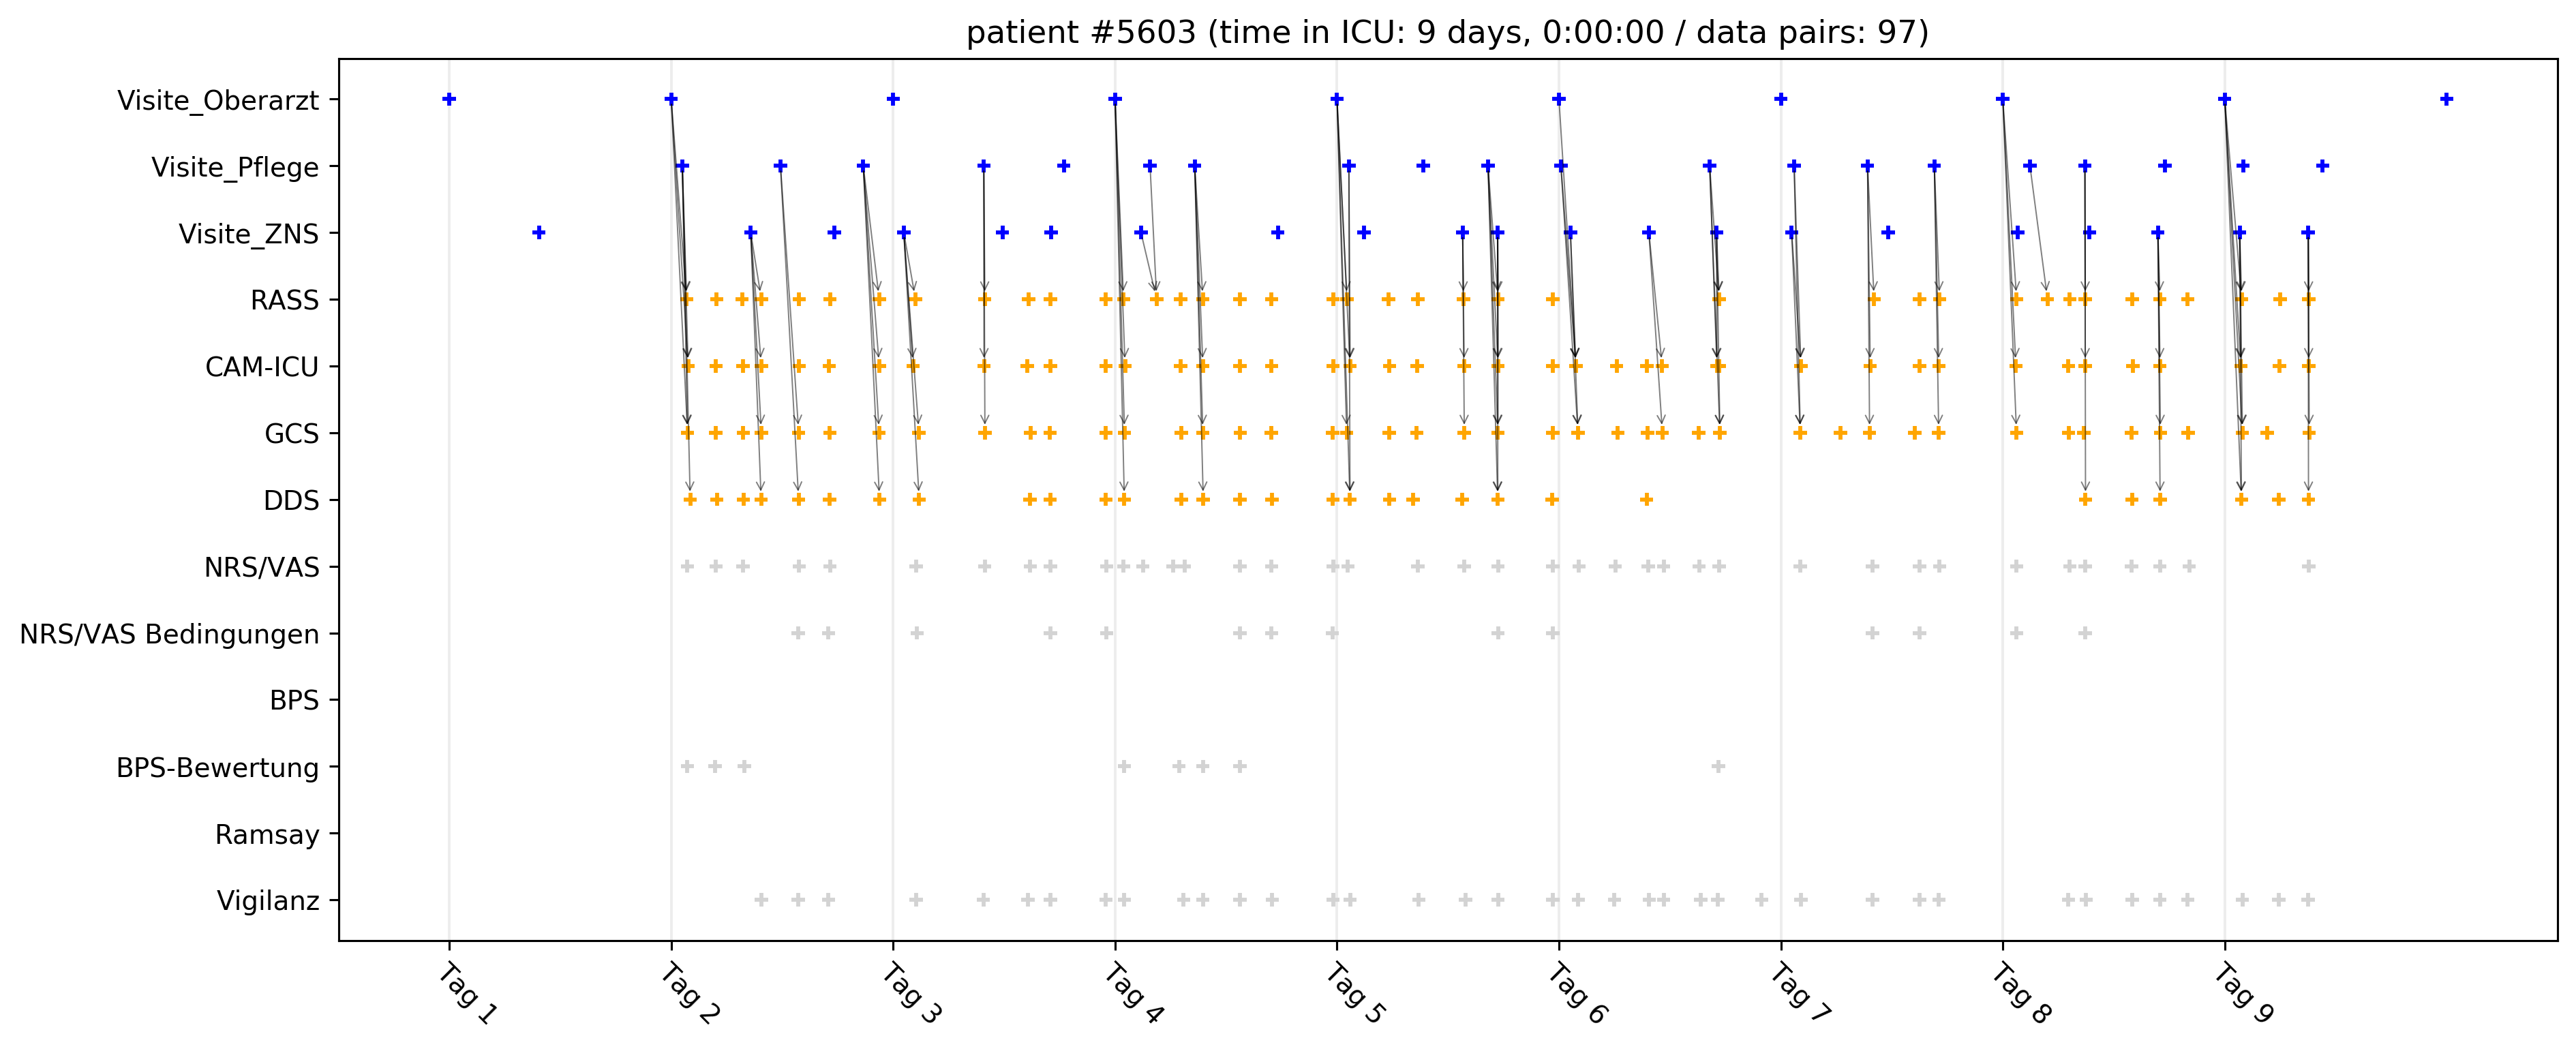 patient #5603 (time in ICU: 9 days, 0:00:00 / data pairs: 97)
Visite_Oberarzt
Visite_Pflege
Visite_ZNS
RASS
CAM-ICU
GCS
DDS
NRS/VAS
NRS/VAS Bedingungen
BPS
BPS-Bewertung
Ramsay
Vigilanz
Tag 1
Tag 2
Tag 3
Tag 4
Tag 5
Tag 6
Tag 7
Tag 8
Tag 9